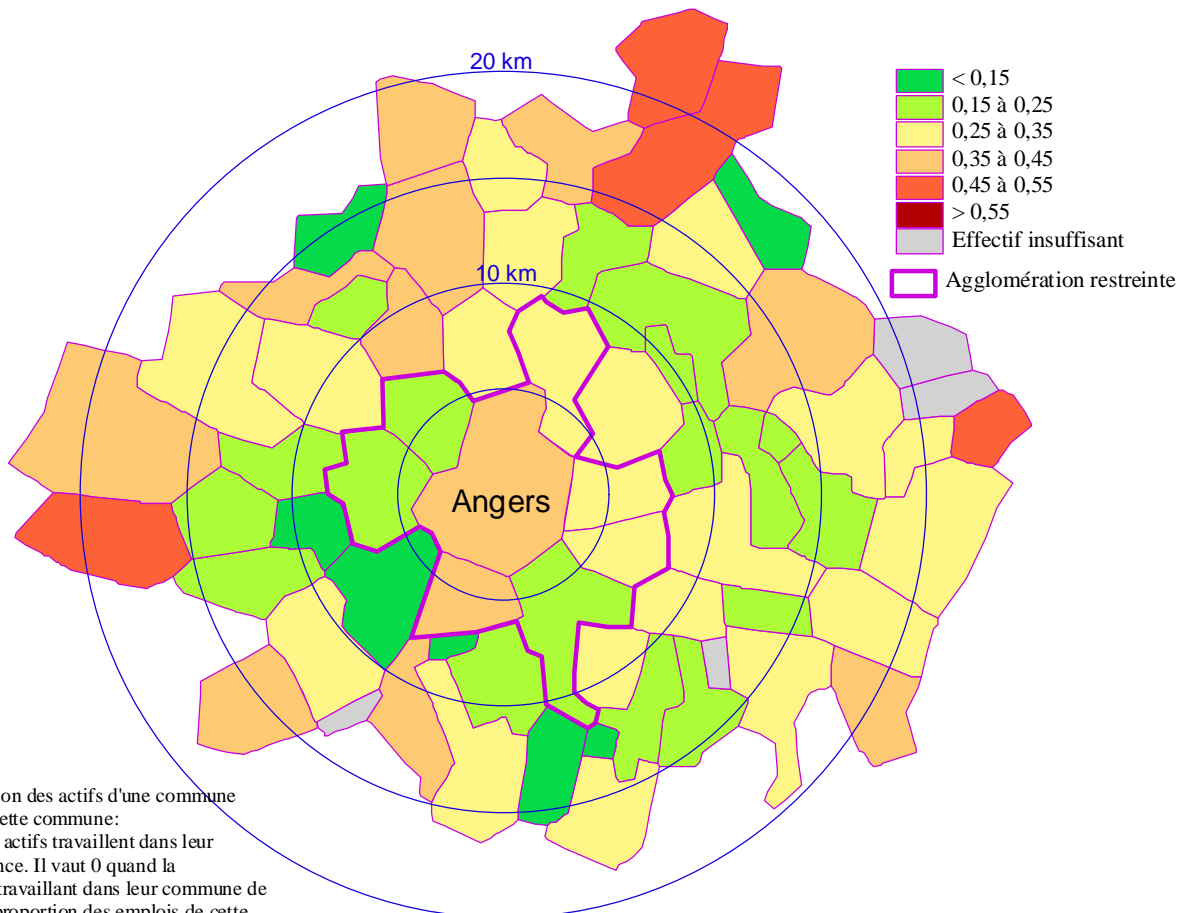 20 km
10 km
Angers
< 0,15
0,15 à 0,25
0,25 à 0,35
0,35 à 0,45
0,45 à 0,55
> 0,55
Effectif insuffisant
Agglomération restreinte
on des actifs d'une commune
ette commune:
actifs travaillent dans leur
nce. Il vaut 0 quand la
travaillant dans leur commune de
proportion des emplois de cette